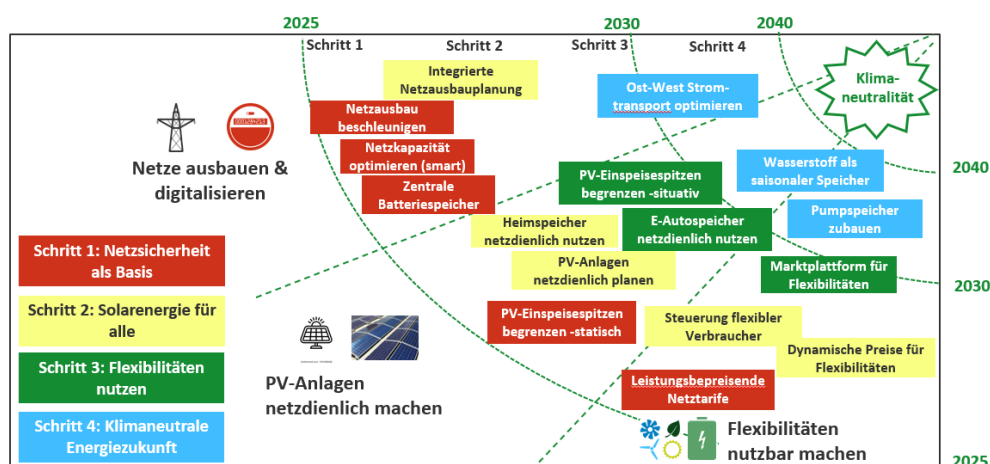 2025
2030
2040
Schritt 1
Schritt 2
Schritt 3
Schritt 4
Integrierte
Netzausbauplanung
Ost-West Strom-
transport optimieren
Klima-
neutralität
Netzausbau
beschleunigen
Netzkapazität
optimieren (smart)
Zentrale
Batteriespeicher
Netze ausbauen &
digitalisieren
PV-Einspeisespitzen
begrenzen -situativ
Wasserstoff als
saisonaler Speicher
2040
Heimspeicher
netzdienlich nutzen
E-Autospeicher
netzdienlich nutzen
Pumpspeicher
zubauen
PV-Anlagen
netzdienlich planen
Marktplattform für
Flexibilitäten
2030
Schritt 1: Netzsicherheit
als Basis
Schritt 2: Solarenergie für
alle
Schritt 3: Flexibilitäten
nutzen
Schritt 4: Klimaneutrale
Energiezukunft
PV-Einspeisespitzen
begrenzen -statisch
Steuerung flexibler
Verbraucher
Dynamische Preise für
Flexibilitäten
PV-Anlagen
netzdienlich machen
Leistungsbepreisende
Netztarife
Flexibilitäten
nutzbar machen
2025